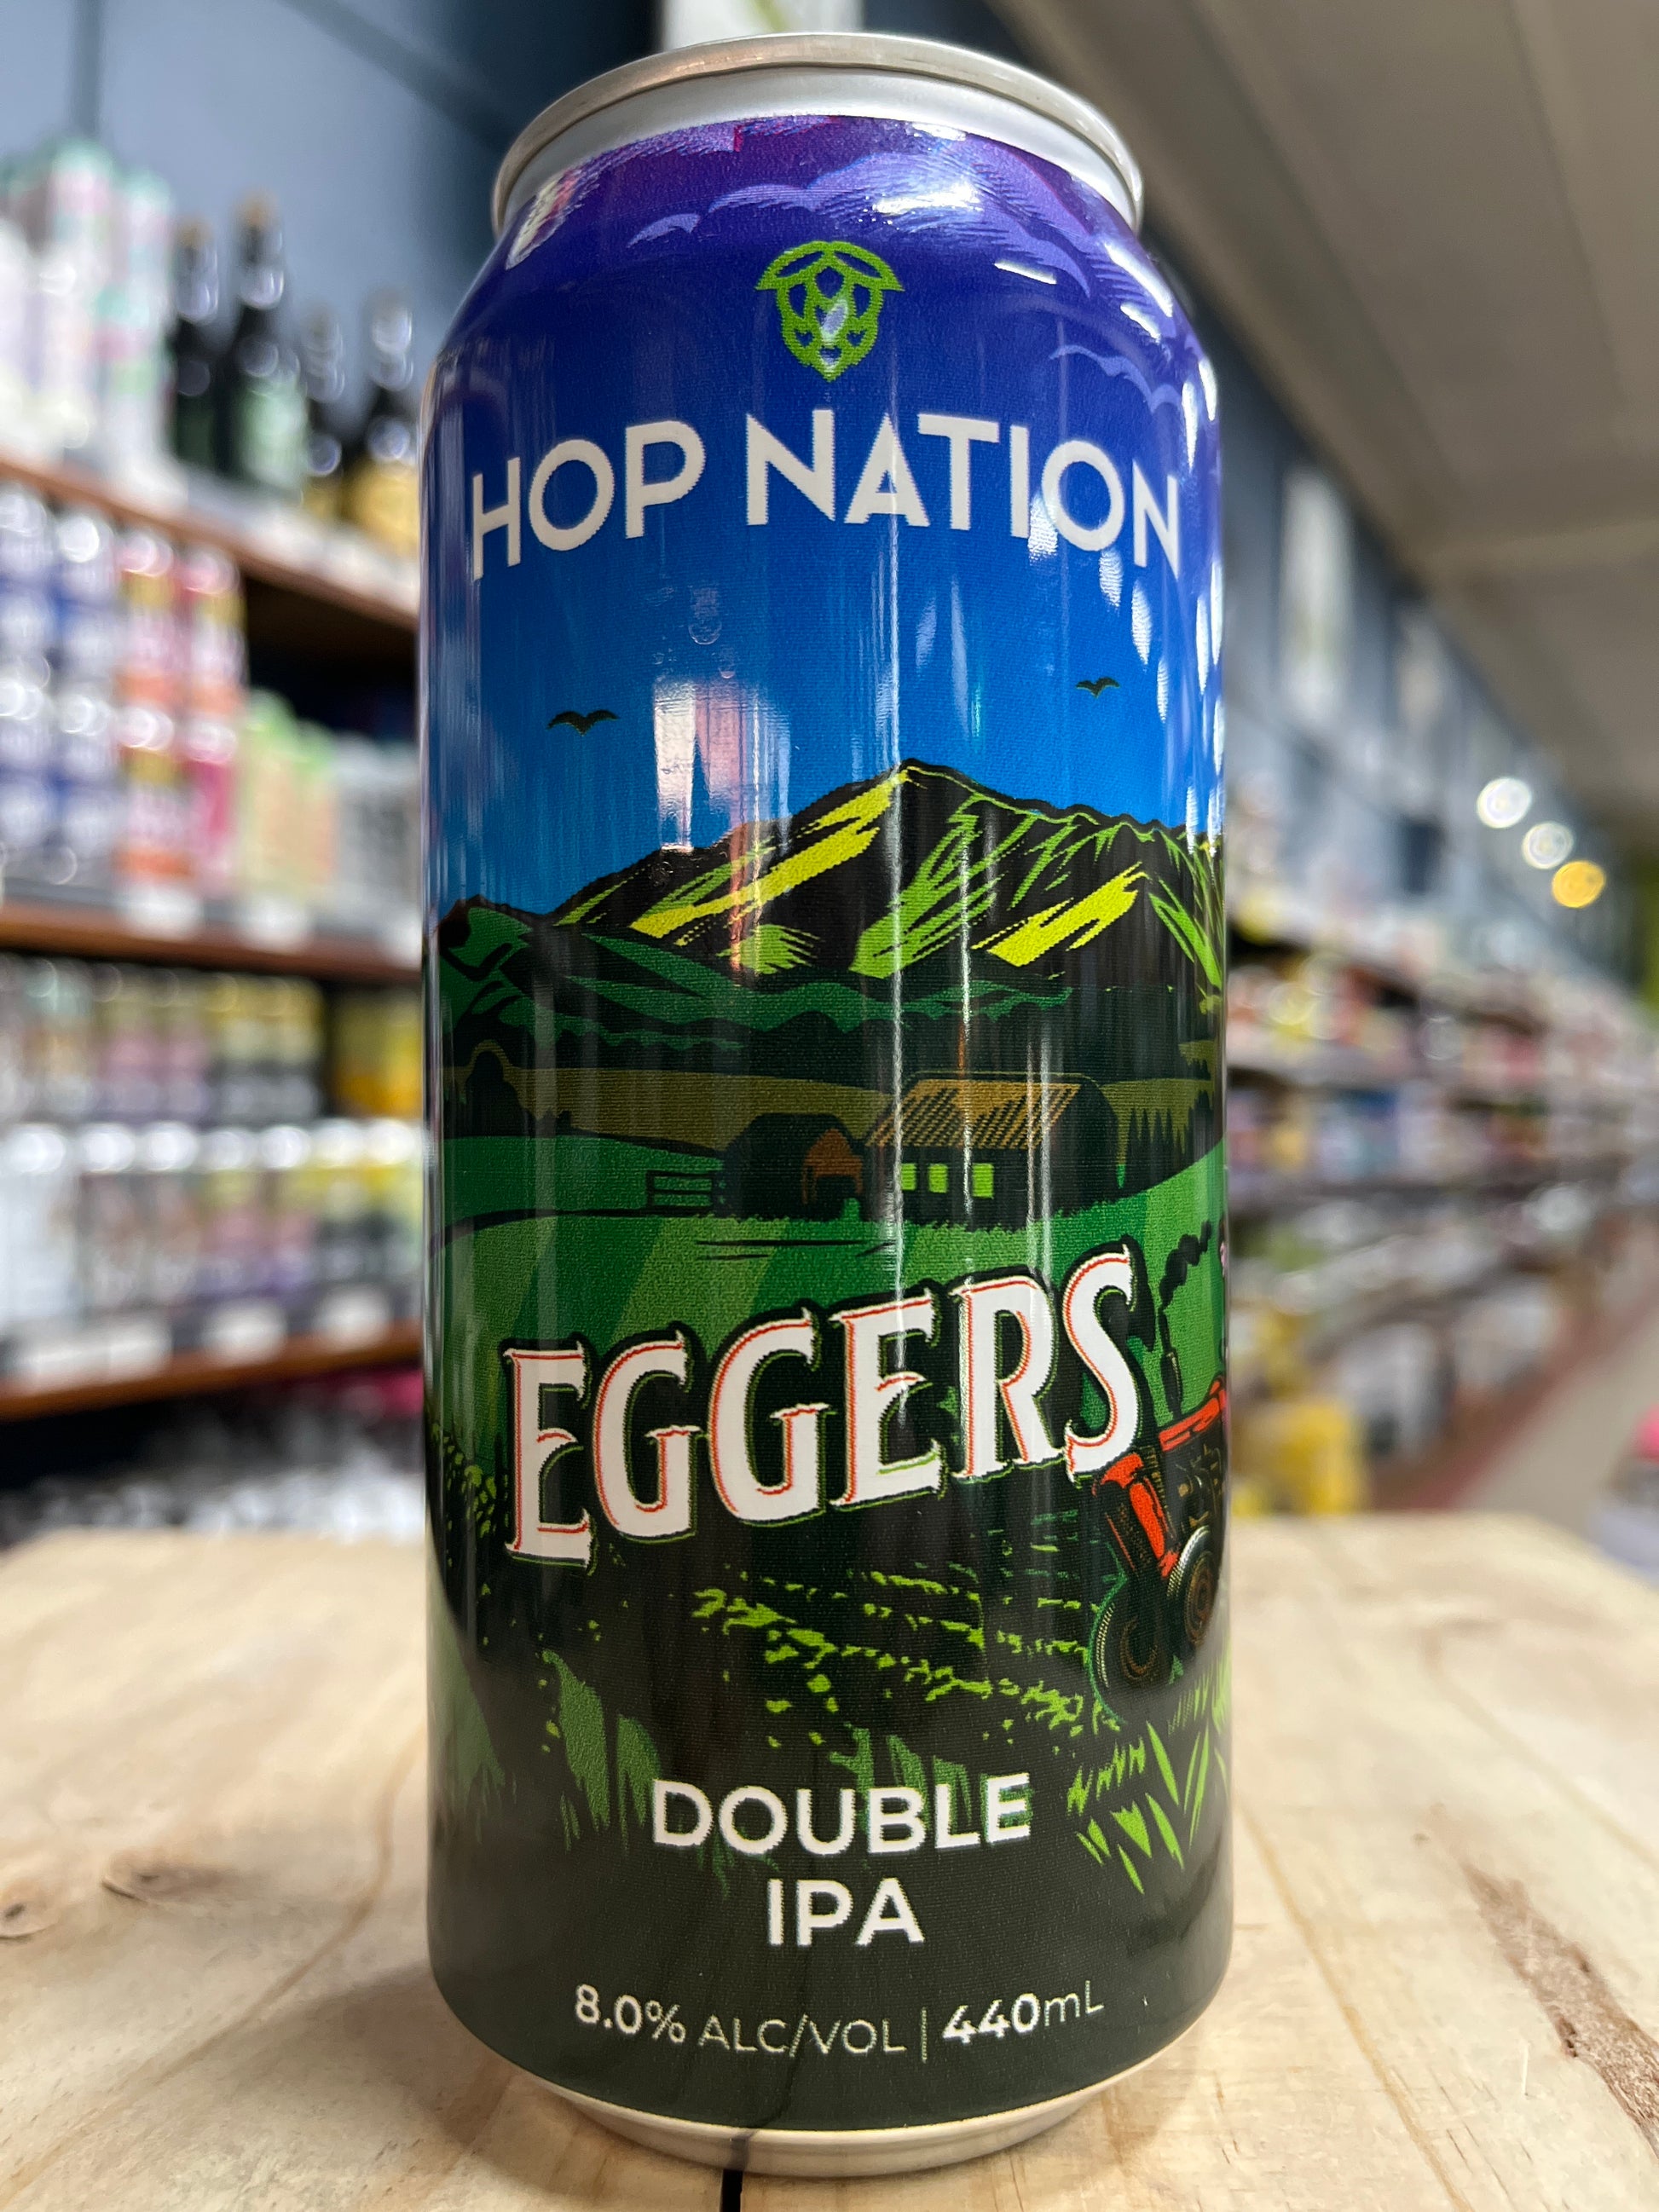 HOP NATION
EGGERS
DOUBLE
IPA
8.0% ALC/VOL | 440mL